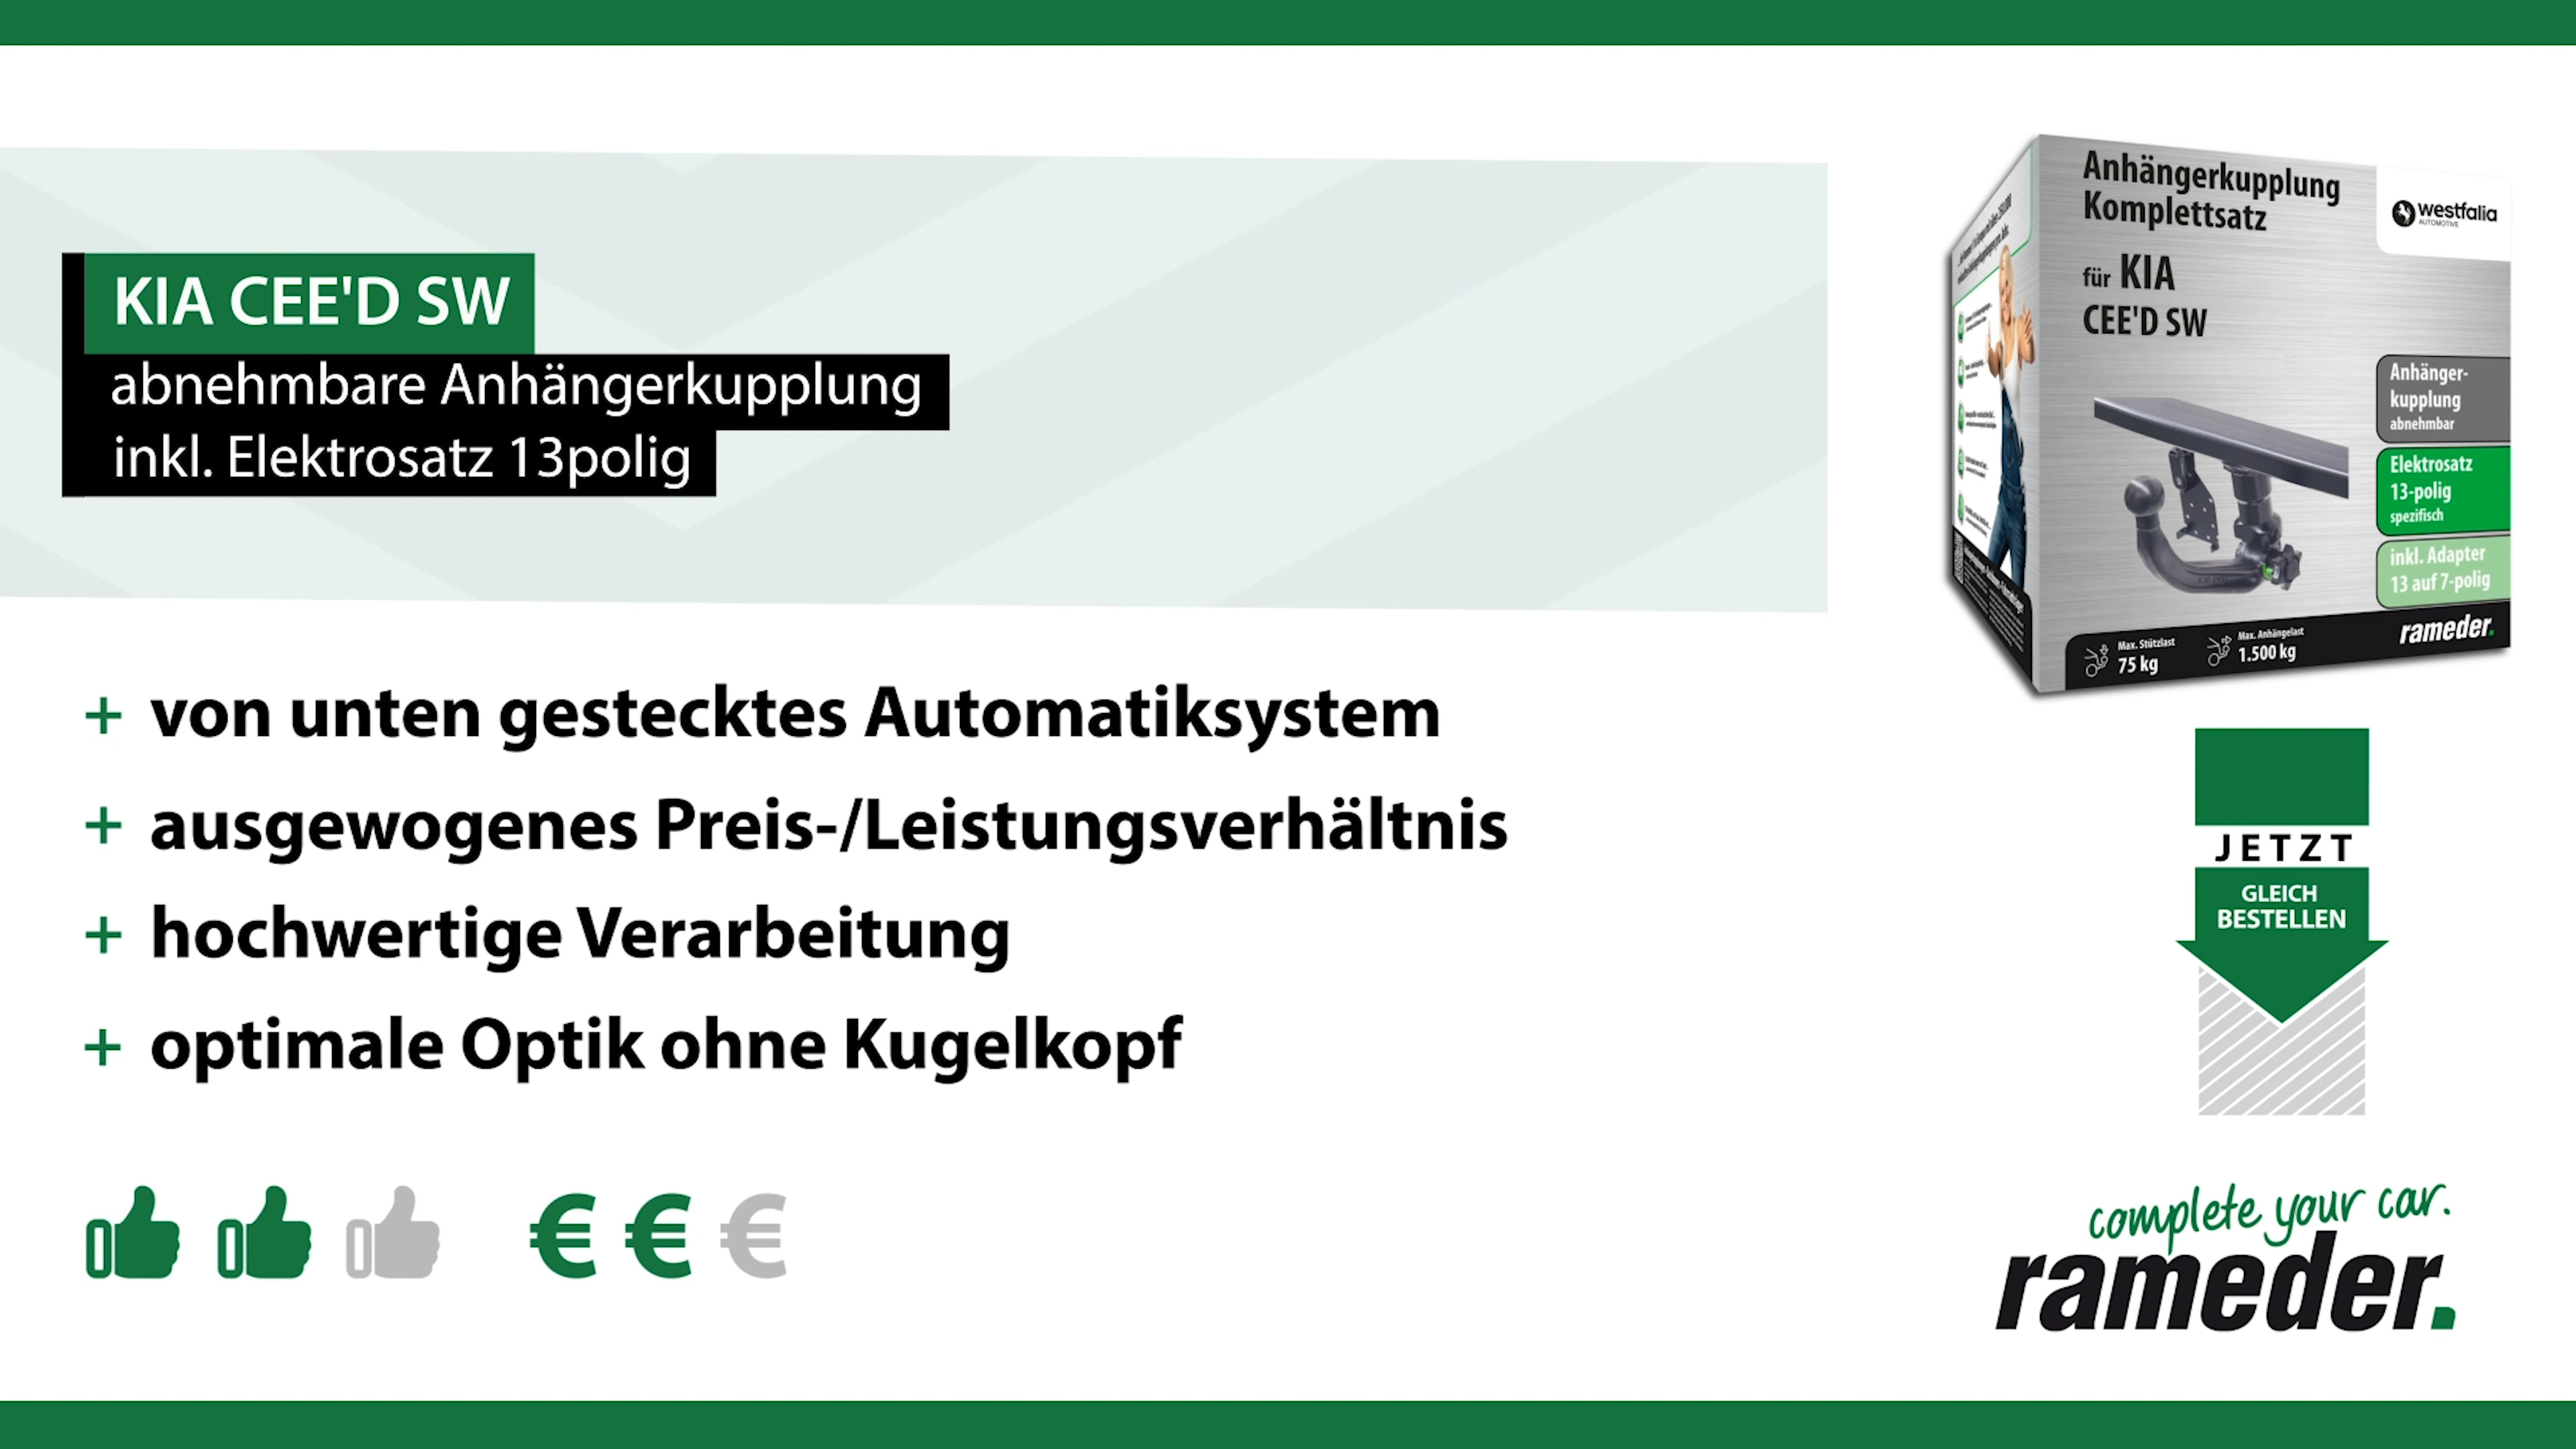 KIA CEE'D SW
abnehmbare Anhängerkupplung
inkl. Elektrosatz 13polig
+ von unten gestecktes Automatiksystem
+ ausgewogenes Preis-/Leistungsverhältnis
+ hochwertige Verarbeitung
+ optimale Optik ohne Kugelkopf
€ € €
Anhängerkupplung
Komplettsatz
für KIA
CEE'D SW
westfalia
AUTOMOTIVE
Anhänger-
kupplung
abnehmbar
Elektrosatz
13-polig
spezifisch
inkl. Adapter
13 auf 7-polig
Max. Stützlast
75 kg
Max. Anhängelast
1.500 kg
rameder.
JETZT
GLEICH
BESTELLEN
complete your car.
rameder.